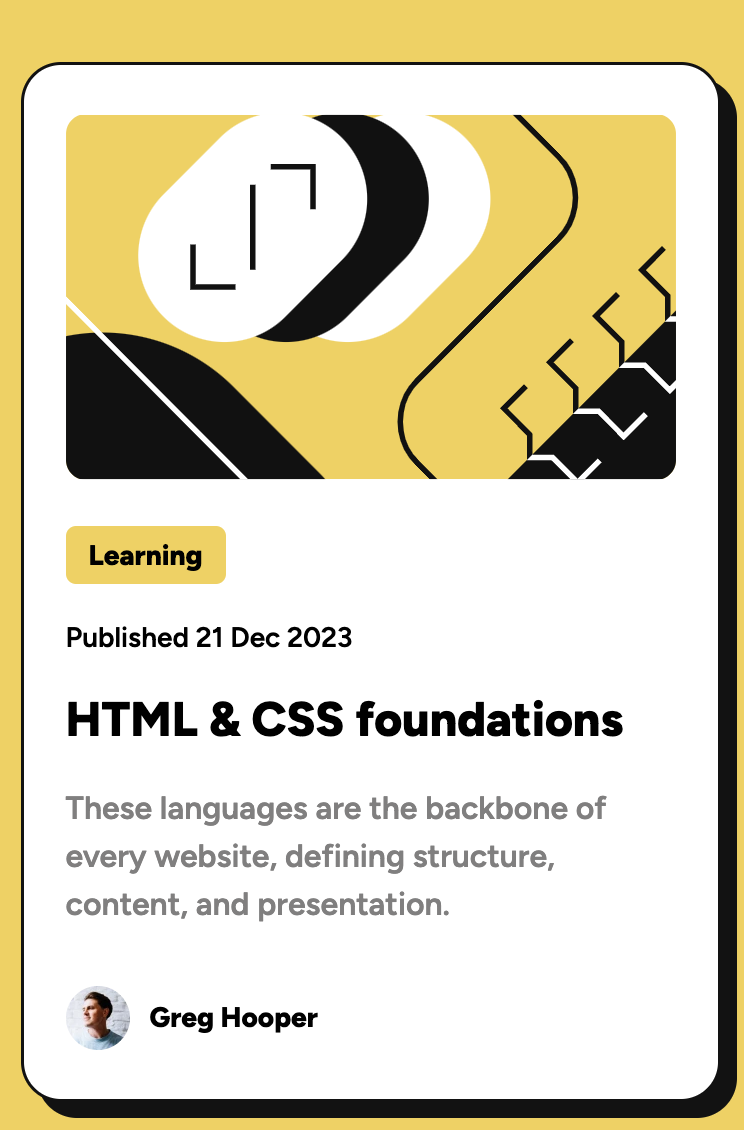 Learning
Published 21 Dec 2023
HTML & CSS foundations
These languages are the backbone of
every website, defining structure,
content, and presentation.
Greg Hooper